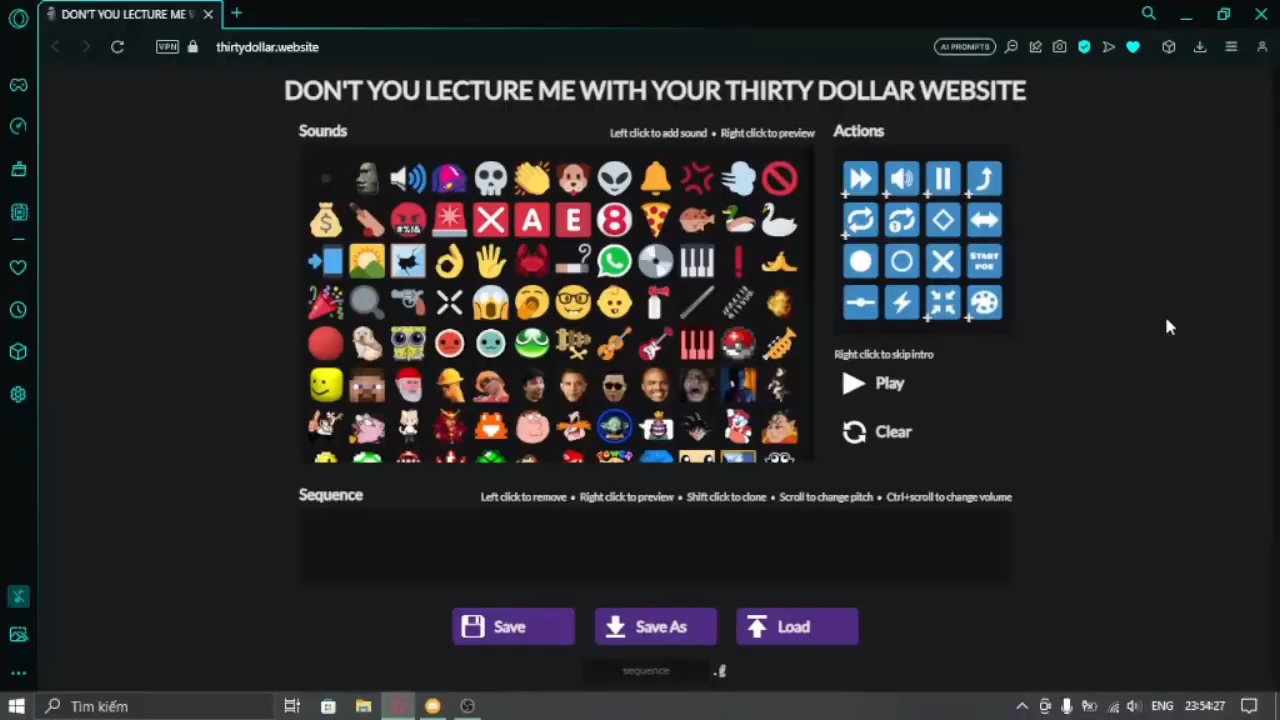 DON'T YOU LECTURE ME W
VPN
thirtydollar.website
AI PROMPTS
DON'T YOU LECTURE ME WITH YOUR THIRTY DOLLAR WEBSITE
Sounds
Left click to add sound • Right click to preview
Actions
#%!&
A
E
8
START
POS
Right click to skip intro
Play
Clear
Sequence
Left click to remove • Right click to preview • Shift click to clone • Scroll to change pitch • Ctrl+scroll to change volume
Save
Save As
Load
sequence
Tìm kiếm
ENG
23:54:27